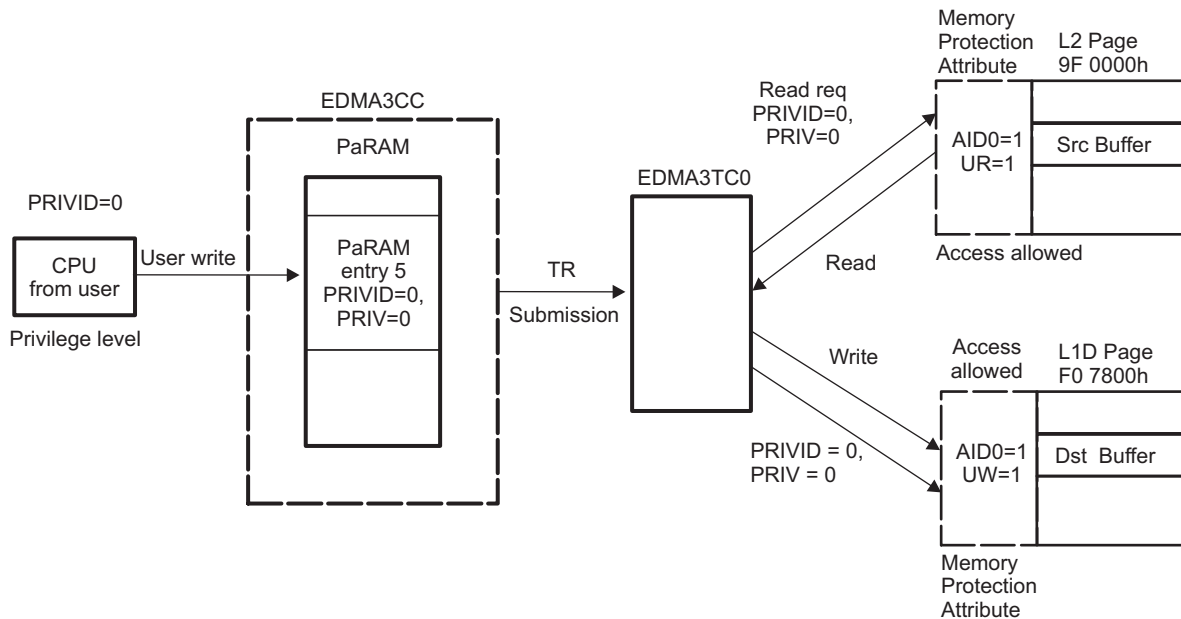 PRIVID=0
CPU
from user
Privilege level
User write
EDMA3CC
PaRAM
PaRAM
entry 5
PRIVID=0,
PRIV=0
TR
Submission
EDMA3TC0
Read req
PRIVID=0,
PRIV=0
Read
Memory
Protection
Attribute
L2 Page
9F 0000h
AID0=1
UR=1
Src Buffer
Access allowed
Write
PRIVID = 0,
PRIV = 0
Access
allowed
L1D Page
F0 7800h
AID0=1
UW=1
Dst Buffer
Memory
Protection
Attribute